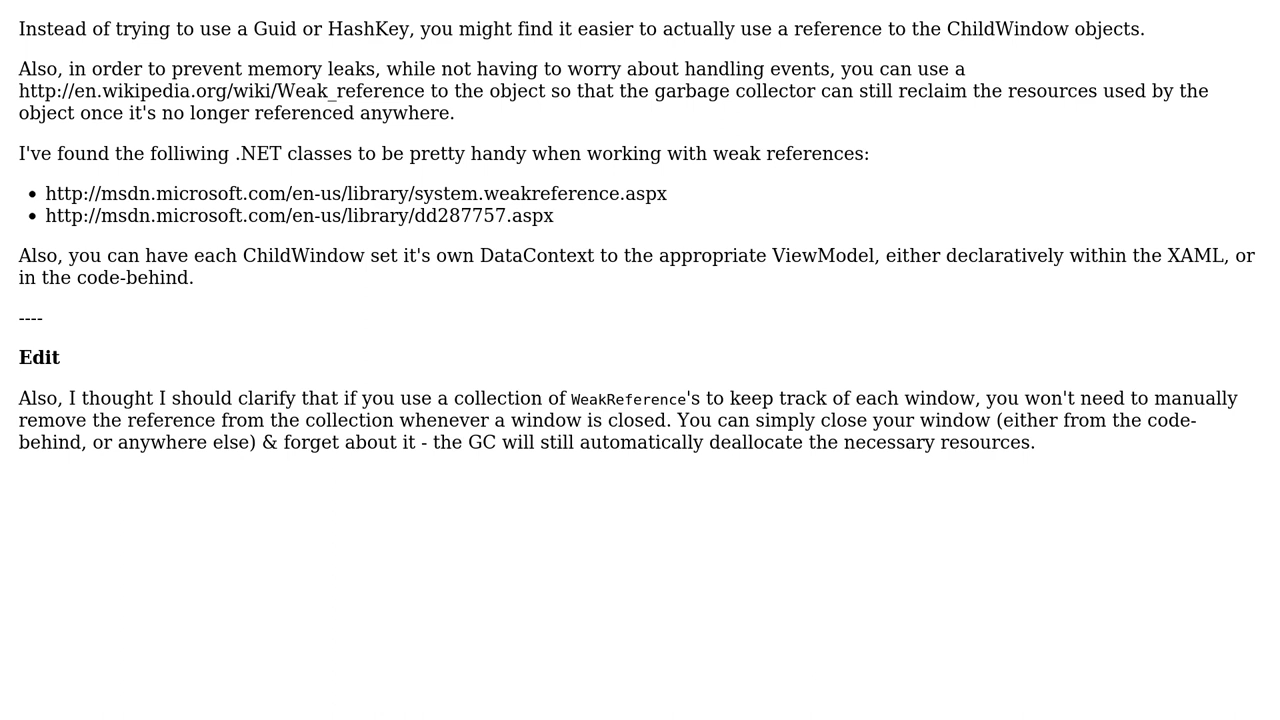 Instead of trying to use a Guid or HashKey, you might find it easier to actually use a reference to the ChildWindow objects.
Also, in order to prevent memory leaks, while not having to worry about handling events, you can use a
http://en.wikipedia.org/wiki/Weak_reference to the object so that the garbage collector can still reclaim the resources used by the
object once it's no longer referenced anywhere.
I've found the folliwing .NET classes to be pretty handy when working with weak references:
• http://msdn.microsoft.com/en-us/library/system.weakreference.aspx
• http://msdn.microsoft.com/en-us/library/dd287757.aspx
Also, you can have each ChildWindow set it's own DataContext to the appropriate ViewModel, either declaratively within the XAML, or
in the code-behind.
----
Edit
Also, I thought I should clarify that if you use a collection of WeakReference's to keep track of each window, you won't need to manually
remove the reference from the collection whenever a window is closed. You can simply close your window (either from the code-
behind, or anywhere else) & forget about it - the GC will still automatically deallocate the necessary resources.